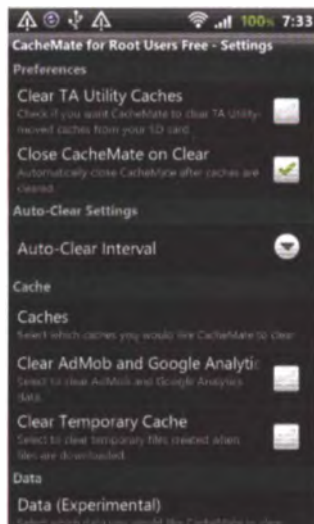 100% 7:33
CacheMate for Root Users Free - Settings
Preferences
Clear TA Utility Caches
Check if you want CacheMate to clear TA Utility-
moved caches from your SD card.
Close CacheMate on Clear
Automatically close CacheMate after caches are
cleared.
Auto-Clear Settings
Auto-Clear Interval
Cache
Caches
Select which caches you would like CacheMate to clear.
Clear AdMob and Google Analytic
Select to clear AdMob and Google Analytics
data.
Clear Temporary Cache
Select to clear temporary files created when
files are downloaded.
Data
Data (Experimental)